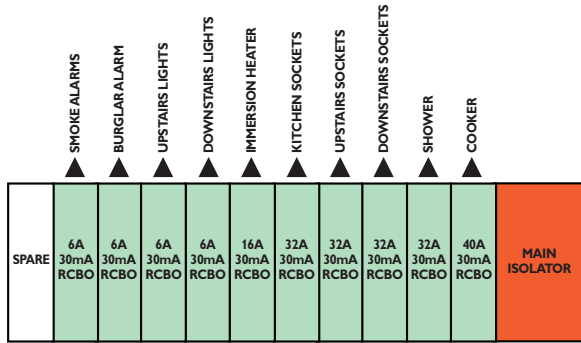 SMOKE ALARMS
BURGLAR ALARM
UPSTAIRS LIGHTS
DOWNSTAIRS LIGHTS
IMMERSION HEATER
KITCHEN SOCKETS
UPSTAIRS SOCKETS
DOWNSTAIRS SOCKETS
SHOWER
COOKER
SPARE
6A
30mA
RCBO
6A
30mA
RCBO
6A
30mA
RCBO
6A
30mA
RCBO
16A
30mA
RCBO
32A
30mA
RCBO
32A
30mA
RCBO
32A
30mA
RCBO
32A
30mA
RCBO
40A
30mA
RCBO
MAIN
ISOLATOR